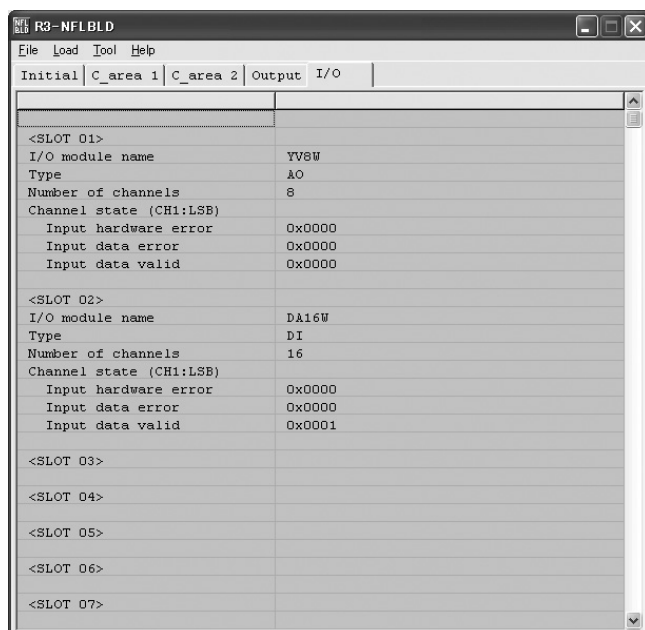 NFL BLD R3-NFLBLD
File Load Tool Help
Initial C_area 1 C_area 2 Output I/O
<SLOT 01>
I/O module name YV8W
Type AO
Number of channels 8
Channel state (CH1:LSB)
Input hardware error 0x0000
Input data error 0x0000
Input data valid 0x0000
<SLOT 02>
I/O module name DA16W
Type DI
Number of channels 16
Channel state (CH1:LSB)
Input hardware error 0x0000
Input data error 0x0000
Input data valid 0x0001
<SLOT 03>
<SLOT 04>
<SLOT 05>
<SLOT 06>
<SLOT 07>